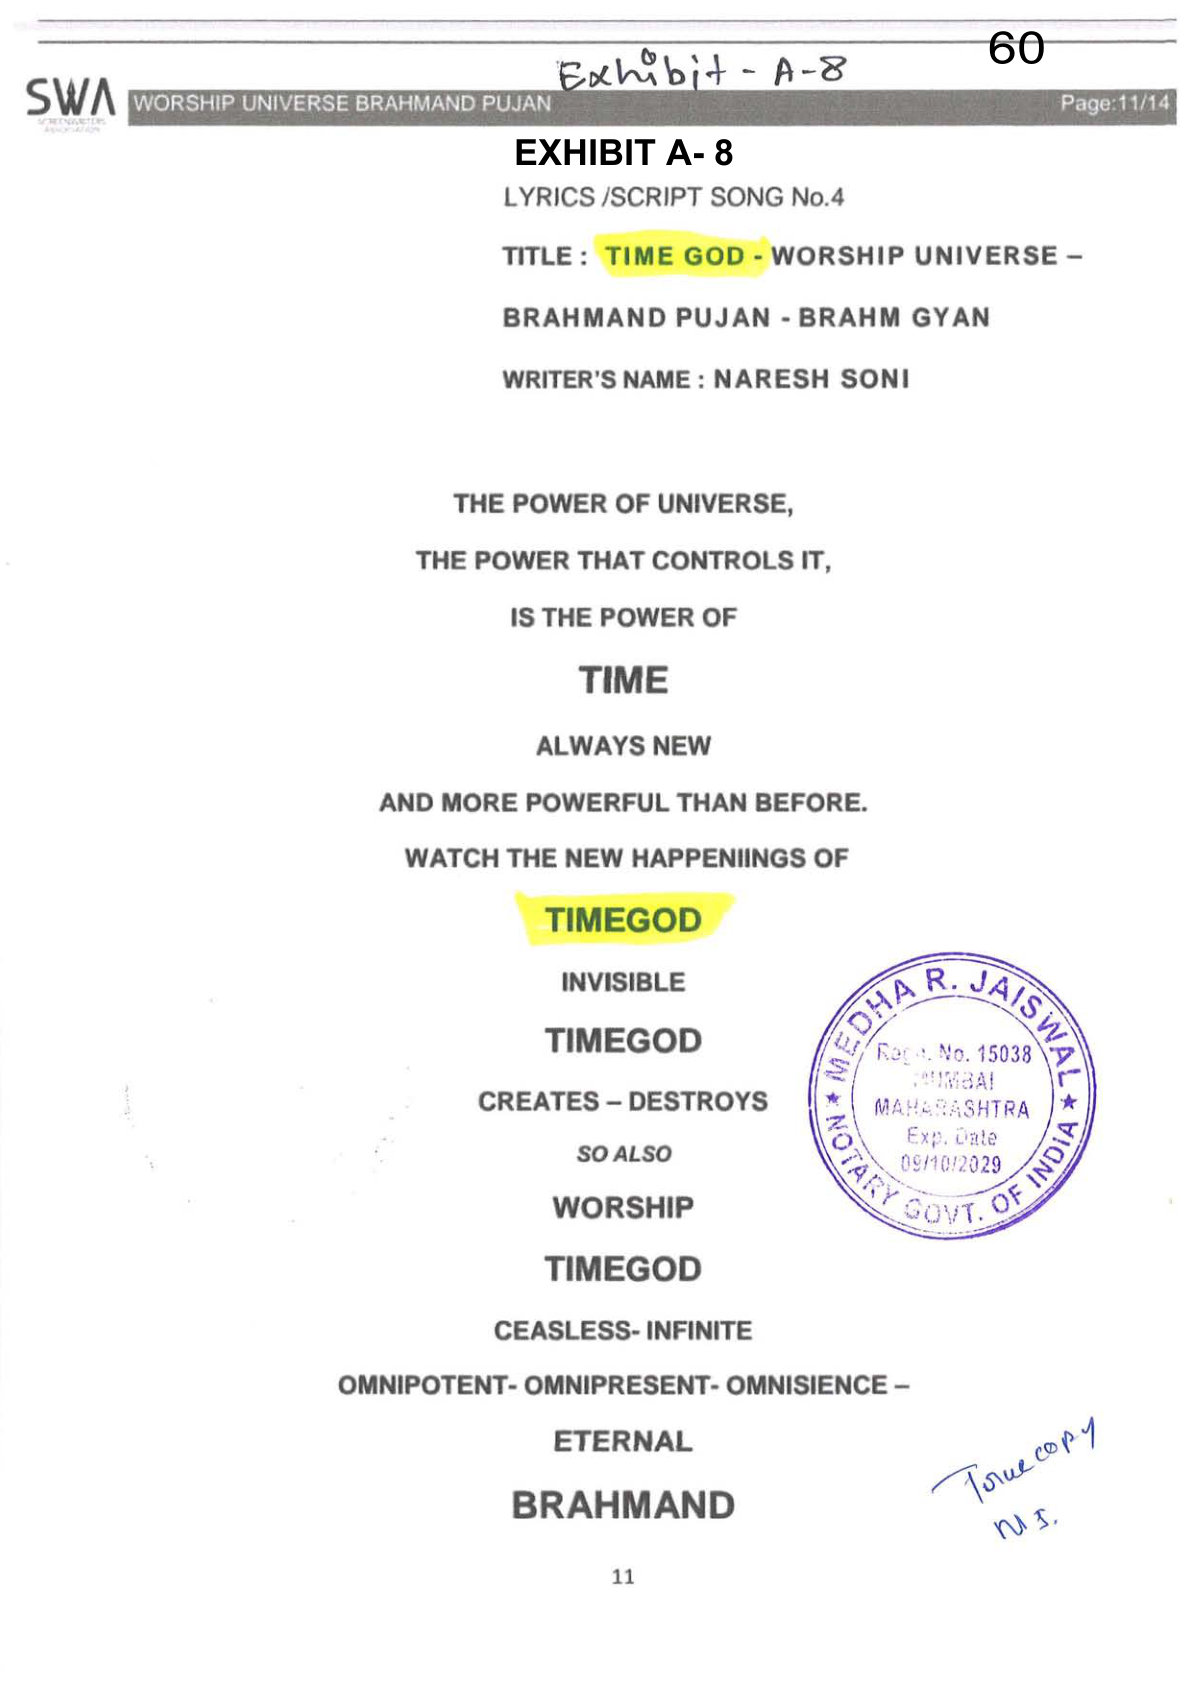 60
Exhibit - A-8
SWA
SCREENWRITERS
ASSOCIATION
WORSHIP UNIVERSE BRAHMAND PUJAN
Page:11/14
EXHIBIT A- 8
LYRICS /SCRIPT SONG No.4
TITLE : TIME GOD - WORSHIP UNIVERSE –
BRAHMAND PUJAN - BRAHM GYAN
WRITER'S NAME : NARESH SONI
THE POWER OF UNIVERSE,
THE POWER THAT CONTROLS IT,
IS THE POWER OF
TIME
ALWAYS NEW
AND MORE POWERFUL THAN BEFORE.
WATCH THE NEW HAPPENIINGS OF
TIMEGOD
INVISIBLE
TIMEGOD
CREATES – DESTROYS
SO ALSO
WORSHIP
TIMEGOD
CEASLESS- INFINITE
OMNIPOTENT- OMNIPRESENT- OMNISIENCE –
ETERNAL
BRAHMAND
MEDHA R. JAISWAL
Regn. No. 15038
MUMBAI
MAHARASHTRA
Exp. Date
09/10/2029
NOTARY GOVT. OF INDIA
True copy
11